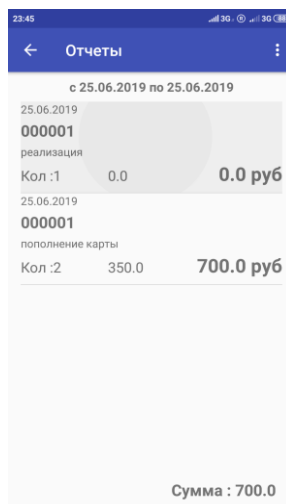 23:45 3G 3G
Отчеты
с 25.06.2019 по 25.06.2019
25.06.2019
000001
реализация
Кол :1 0.0 0.0 руб
25.06.2019
000001
пополнение карты
Кол :2 350.0 700.0 руб
Сумма : 700.0